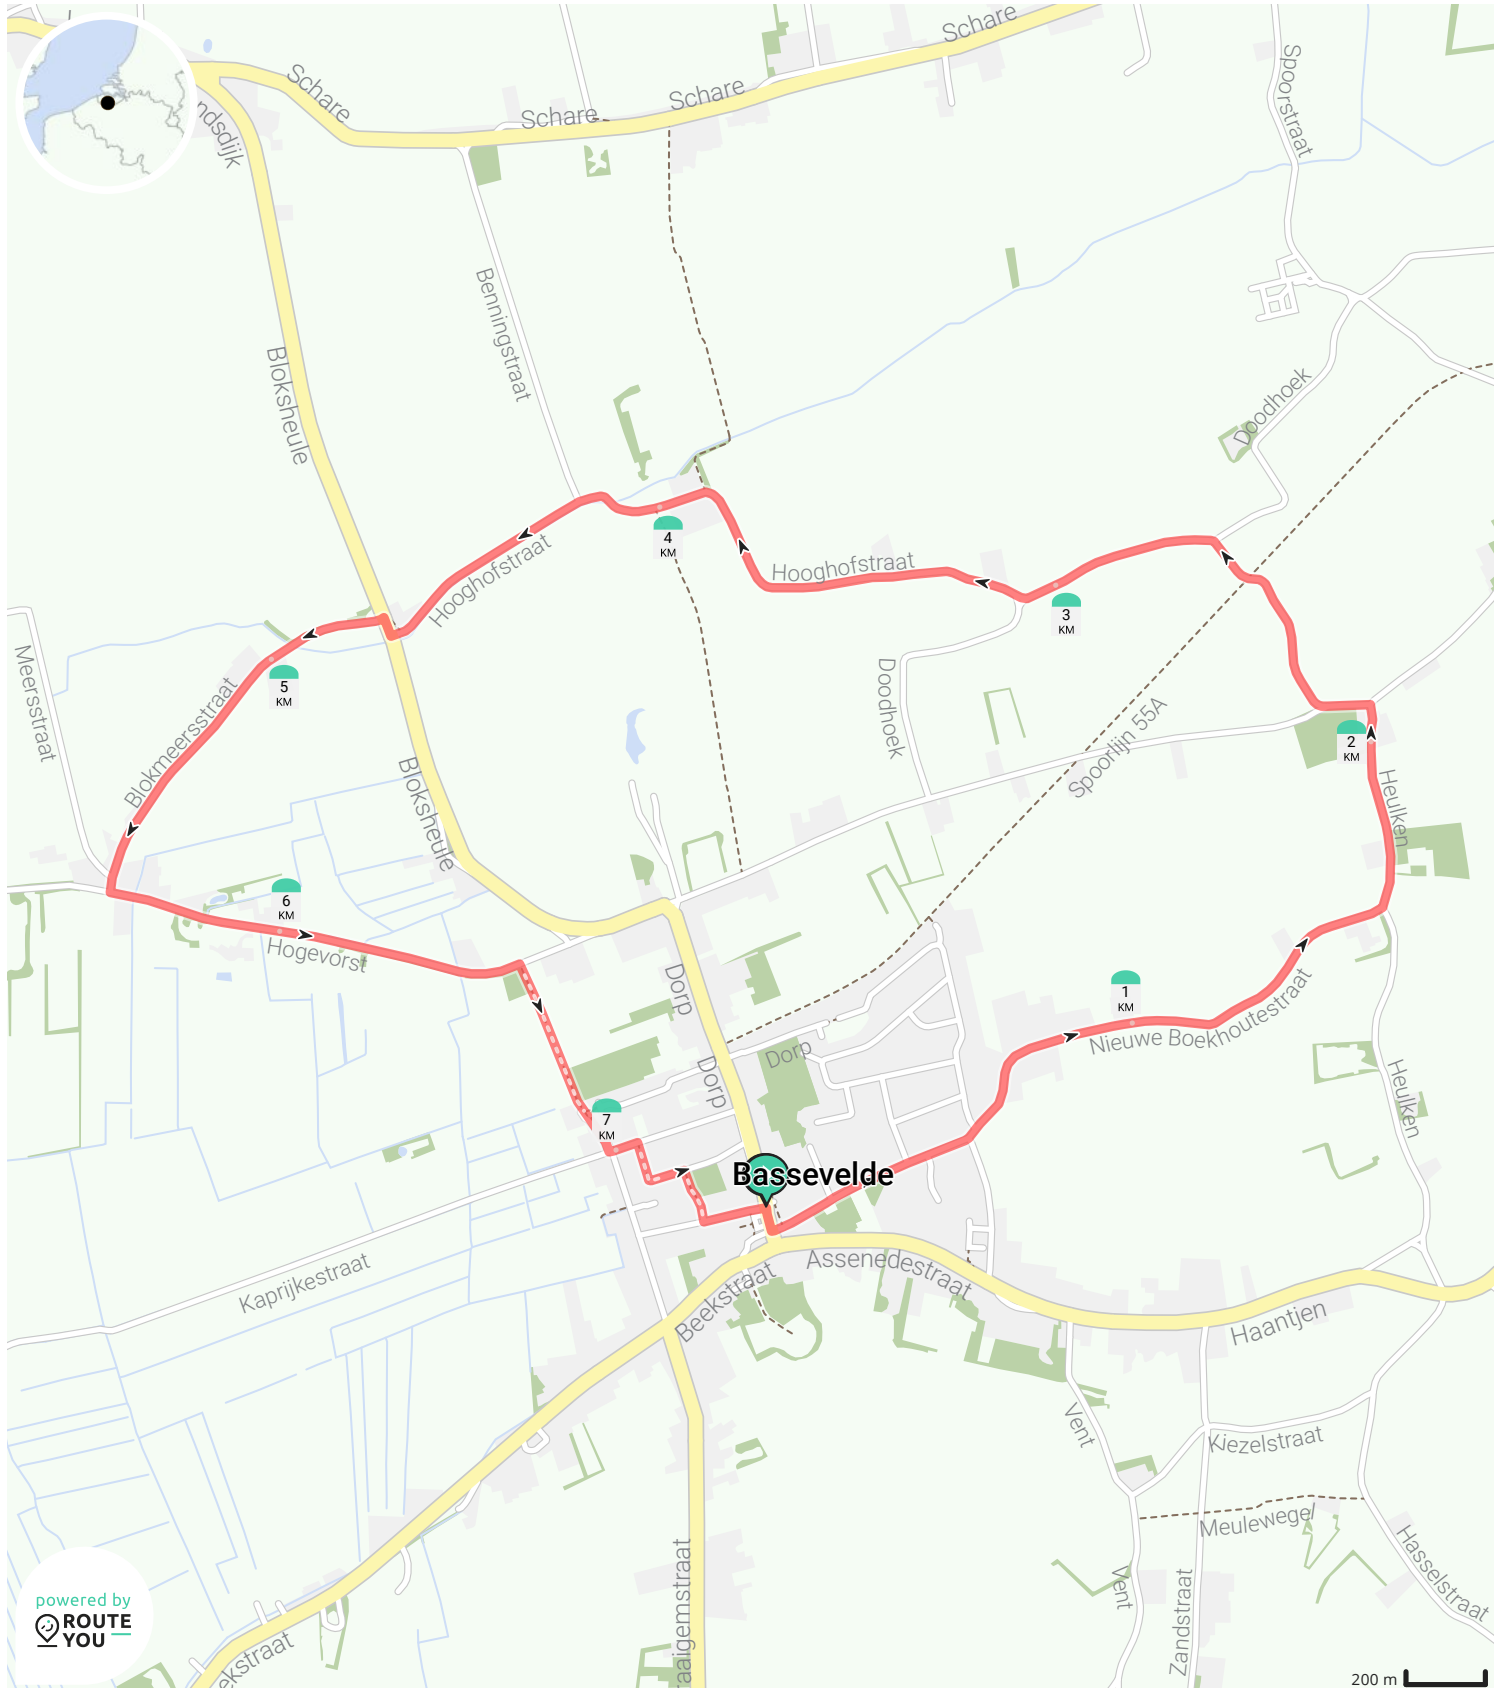 Schare
Schare
Schare
Schare
ndsdijk
Spoorstraat
Benningstraat
Bloksheule
Doodhoek
4
KM
Hooghofstraat
Hooghofstraat
3
KM
Meersstraat
5
KM
Blokmeersstraat
Doodhoek
Spoorlijn 55A
2
KM
Bloksheule
Heulken
6
KM
Hogevorst
Dorp
1
KM
Nieuwe Boekhoutestraat
Dorp
Dorp
Heulken
7
KM
Bassevelde
Kaprijkestraat
Beekstraat
Assenedestraat
Haantjen
Vent
Kiezelstraat
Meulewegel
Hasselstraat
Vent
Zandstraat
raaigemstraat
ekstraat
powered by
ROUTE
YOU
200 m